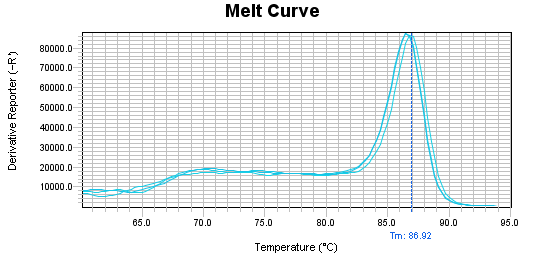 Melt Curve
Derivative Reporter (-R')
80000.0
70000.0
60000.0
50000.0
40000.0
30000.0
20000.0
10000.0
65.0 70.0 75.0 80.0 85.0 90.0 95.0
Tm: 86.92
Temperature (°C)